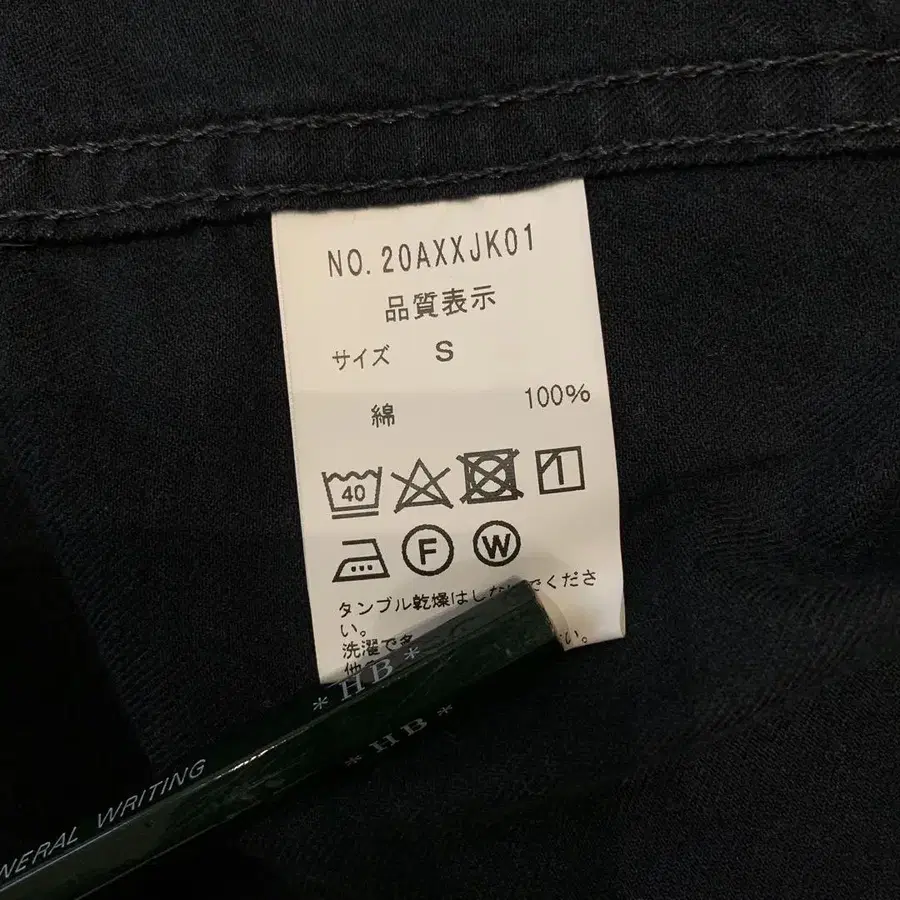 NO. 20AXXJK01
品質表示
サイズ S
綿 100%
40
F W
タンブル乾燥はしな
でくださ
い。
洗濯で
い。
*HB*
*HB*
NERAL WRITING